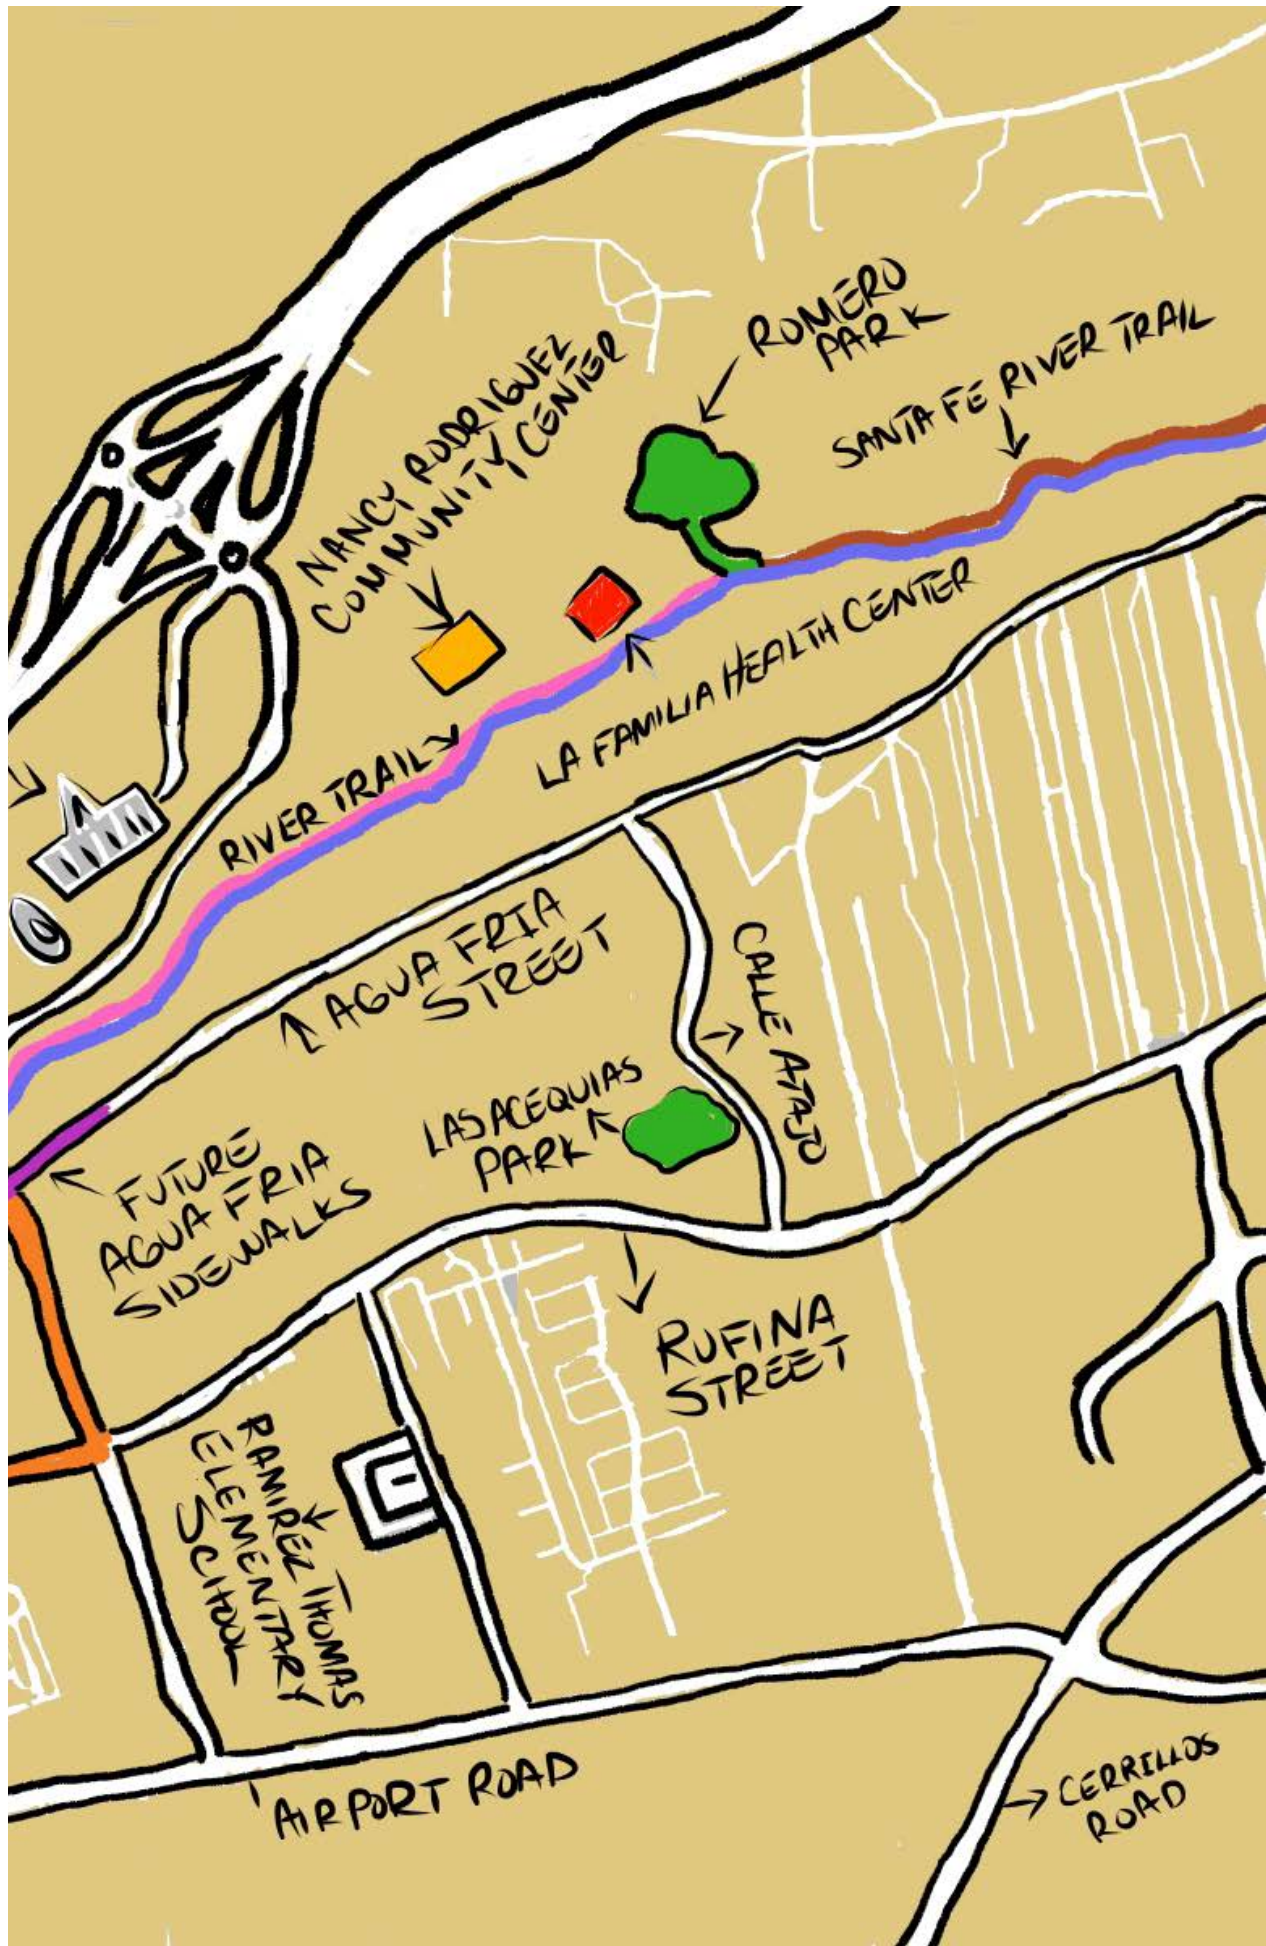 ROMERO
PARK
SANTA FE RIVER TRAIL
NANCY RODRIGUEZ
COMMUNITY CENTER
LA FAMILIA HEALTH CENTER
RIVER TRAIL
AGUA FRIA
STREET
CALLE ATAJO
LAS ACEQUIAS
PARK
FUTURE
AGUA FRIA
SIDEWALKS
RUFINA
STREET
RAMIREZ THOMAS
ELEMENTARY
SCHOOL
AIRPORT ROAD
CERRILLOS
ROAD